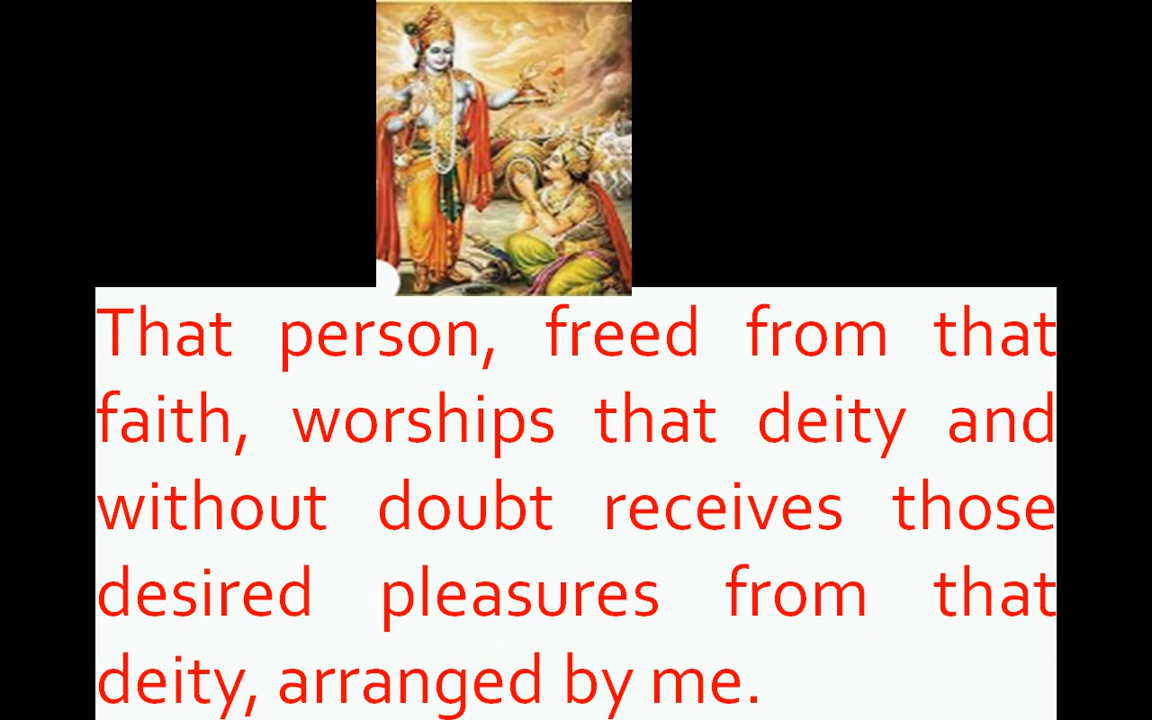 That person, freed from that
faith, worships that deity and
without doubt receives those
desired pleasures from that
deity, arranged by me.